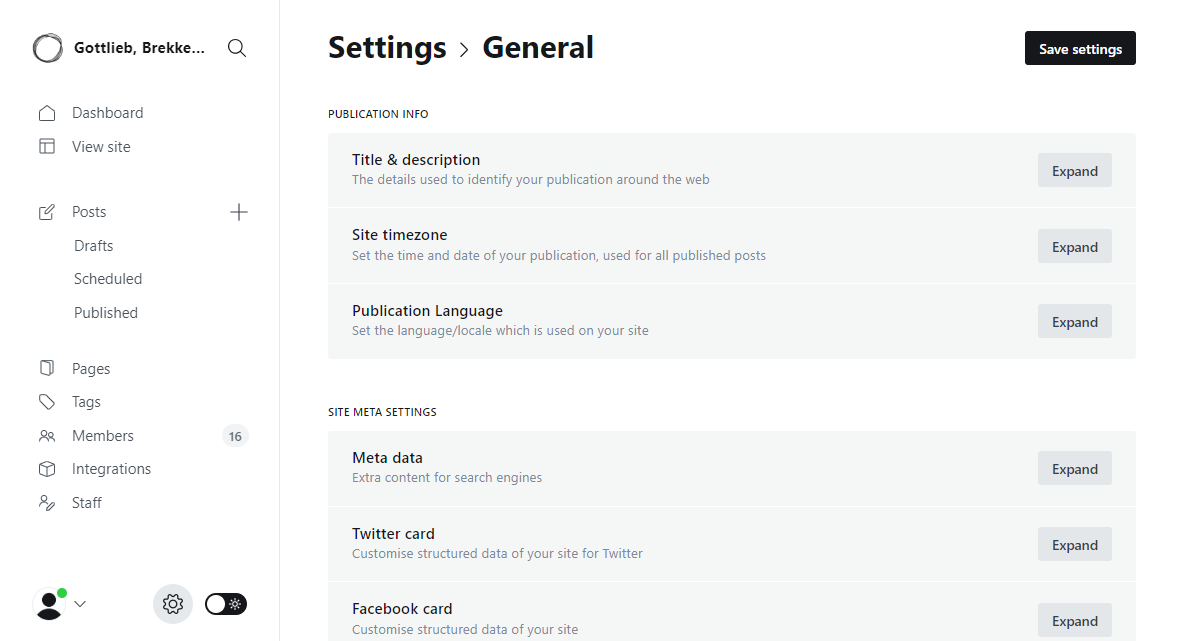 Gottlieb, Brekke...
Dashboard
View site
Posts
Drafts
Scheduled
Published
Pages
Tags
Members 16
Integrations
Staff
Settings > General
Save settings
PUBLICATION INFO
Title & description
The details used to identify your publication around the web
Expand
Site timezone
Set the time and date of your publication, used for all published posts
Expand
Publication Language
Set the language/locale which is used on your site
Expand
SITE META SETTINGS
Meta data
Extra content for search engines
Expand
Twitter card
Customise structured data of your site for Twitter
Expand
Facebook card
Customise structured data of your site
Expand